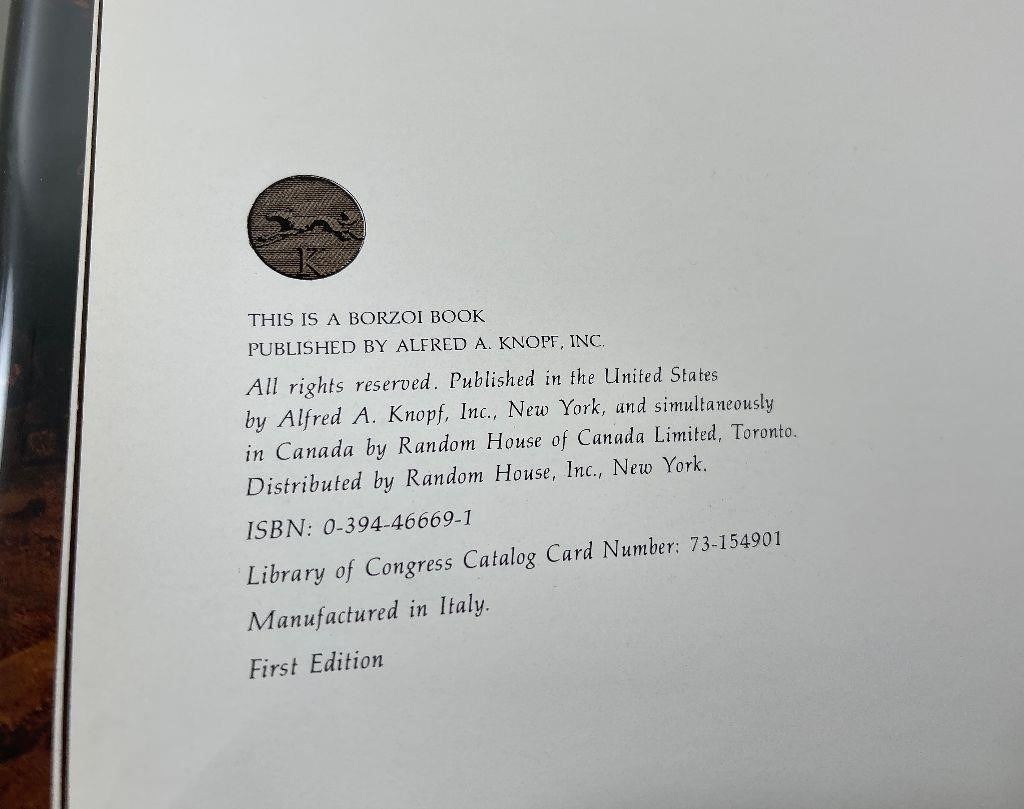 K
THIS IS A BORZOI BOOK
PUBLISHED BY ALFRED A. KNOPF, INC.
All rights reserved. Published in the United States
by Alfred A. Knopf, Inc., New York, and simultaneously
in Canada by Random House of Canada Limited, Toronto.
Distributed by Random House, Inc., New York.
ISBN: 0-394-46669-1
Library of Congress Catalog Card Number: 73-154901
Manufactured in Italy.
First Edition